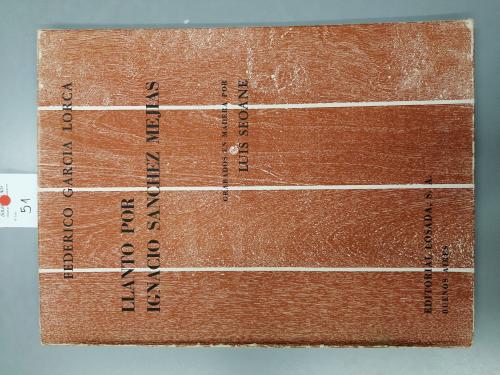 FEDERICO GARCIA LORCA
LLANTO POR
IGNACIO SANCHEZ MEJIAS
GRABADOS EN MADERA POR
LUIS SEOANE
EDITORIAL LOSADA, S. A.
BUENOS AIRES
51